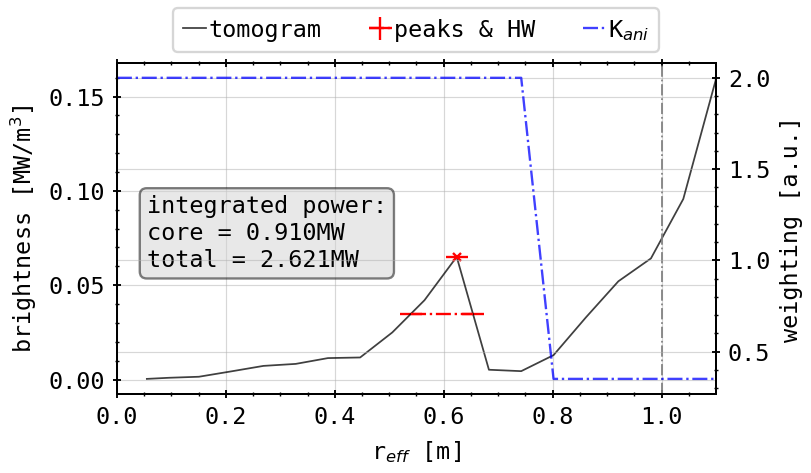 tomogram peaks & HW K_ani
brightness [MW/m³]
0.15
0.10
0.05
0.00
integrated power:
core = 0.910MW
total = 2.621MW
2.0
1.5
1.0
0.5
weighting [a.u.]
0.0 0.2 0.4 0.6 0.8 1.0
r_eff [m]